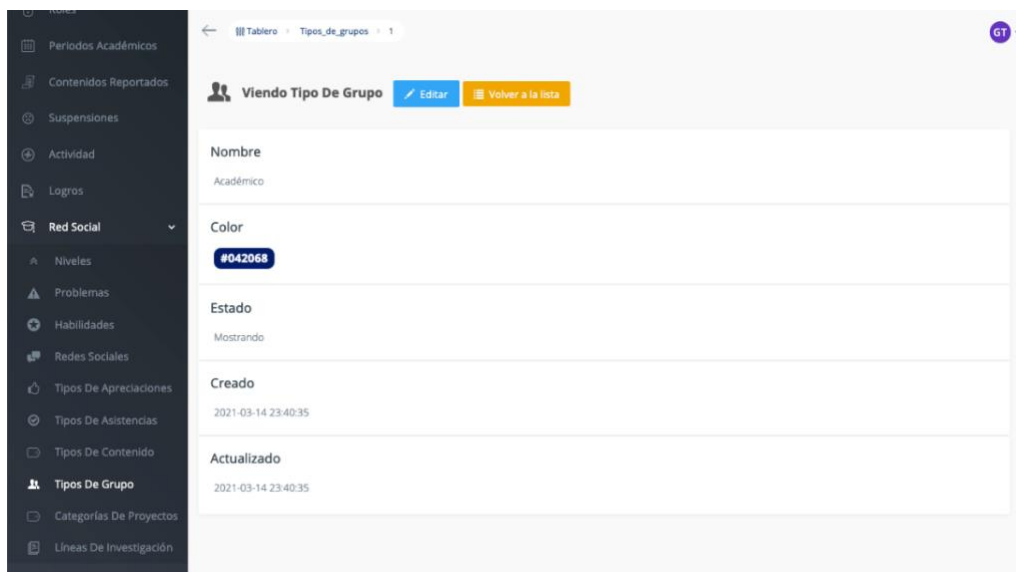 Roles
Periodos Académicos
Contenidos Reportados
Suspensiones
Actividad
Logros
Red Social
Niveles
Problemas
Habilidades
Redes Sociales
Tipos De Apreciaciones
Tipos De Asistencias
Tipos De Contenido
Tipos De Grupo
Categorías De Proyectos
Líneas De Investigación
Tablero Tipos_de_grupos 1
GT
Viendo Tipo De Grupo Editar Volver a la lista
Nombre
Académico
Color
#042068
Estado
Mostrando
Creado
2021-03-14 23:40:35
Actualizado
2021-03-14 23:40:35